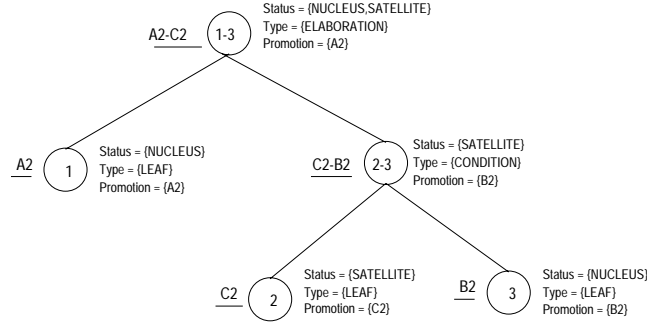 Status = {NUCLEUS,SATELLITE}
A2-C2
1-3
Type = {ELABORATION}
Promotion = {A2}
Status = {NUCLEUS}
A2
1
Type = {LEAF}
Promotion = {A2}
Status = {SATELLITE}
C2-B2
2-3
Type = {CONDITION}
Promotion = {B2}
Status = {SATELLITE}
C2
2
Type = {LEAF}
Promotion = {C2}
Status = {NUCLEUS}
B2
3
Type = {LEAF}
Promotion = {B2}